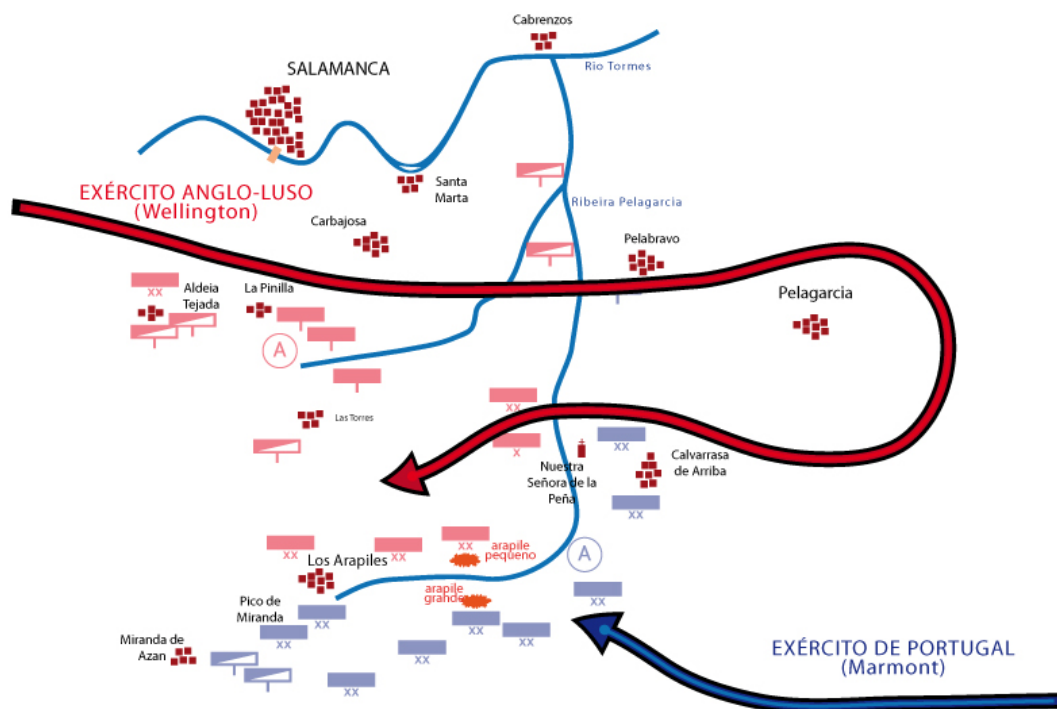 Cabrenzos
SALAMANCA
Rio Tormes
Santa
Marta
EXÉRCITO ANGLO-LUSO
(Wellington)
Ribeira Pelagarcia
Carbajosa
Pelabravo
Aldeia
Tejada
La Pinilla
Pelagarcia
XX
A
Las Torres
XX
X
XX
Nuestra
Señora de la
Peña
Calvarrasa
de Arriba
XX
XX
XX
XX
arapile
pequeno
A
Los Arapiles
arapile
grande
XX
Pico de
Miranda
XX
XX
XX
XX
XX
XX
Miranda de
Azan
EXÉRCITO DE PORTUGAL
(Marmont)